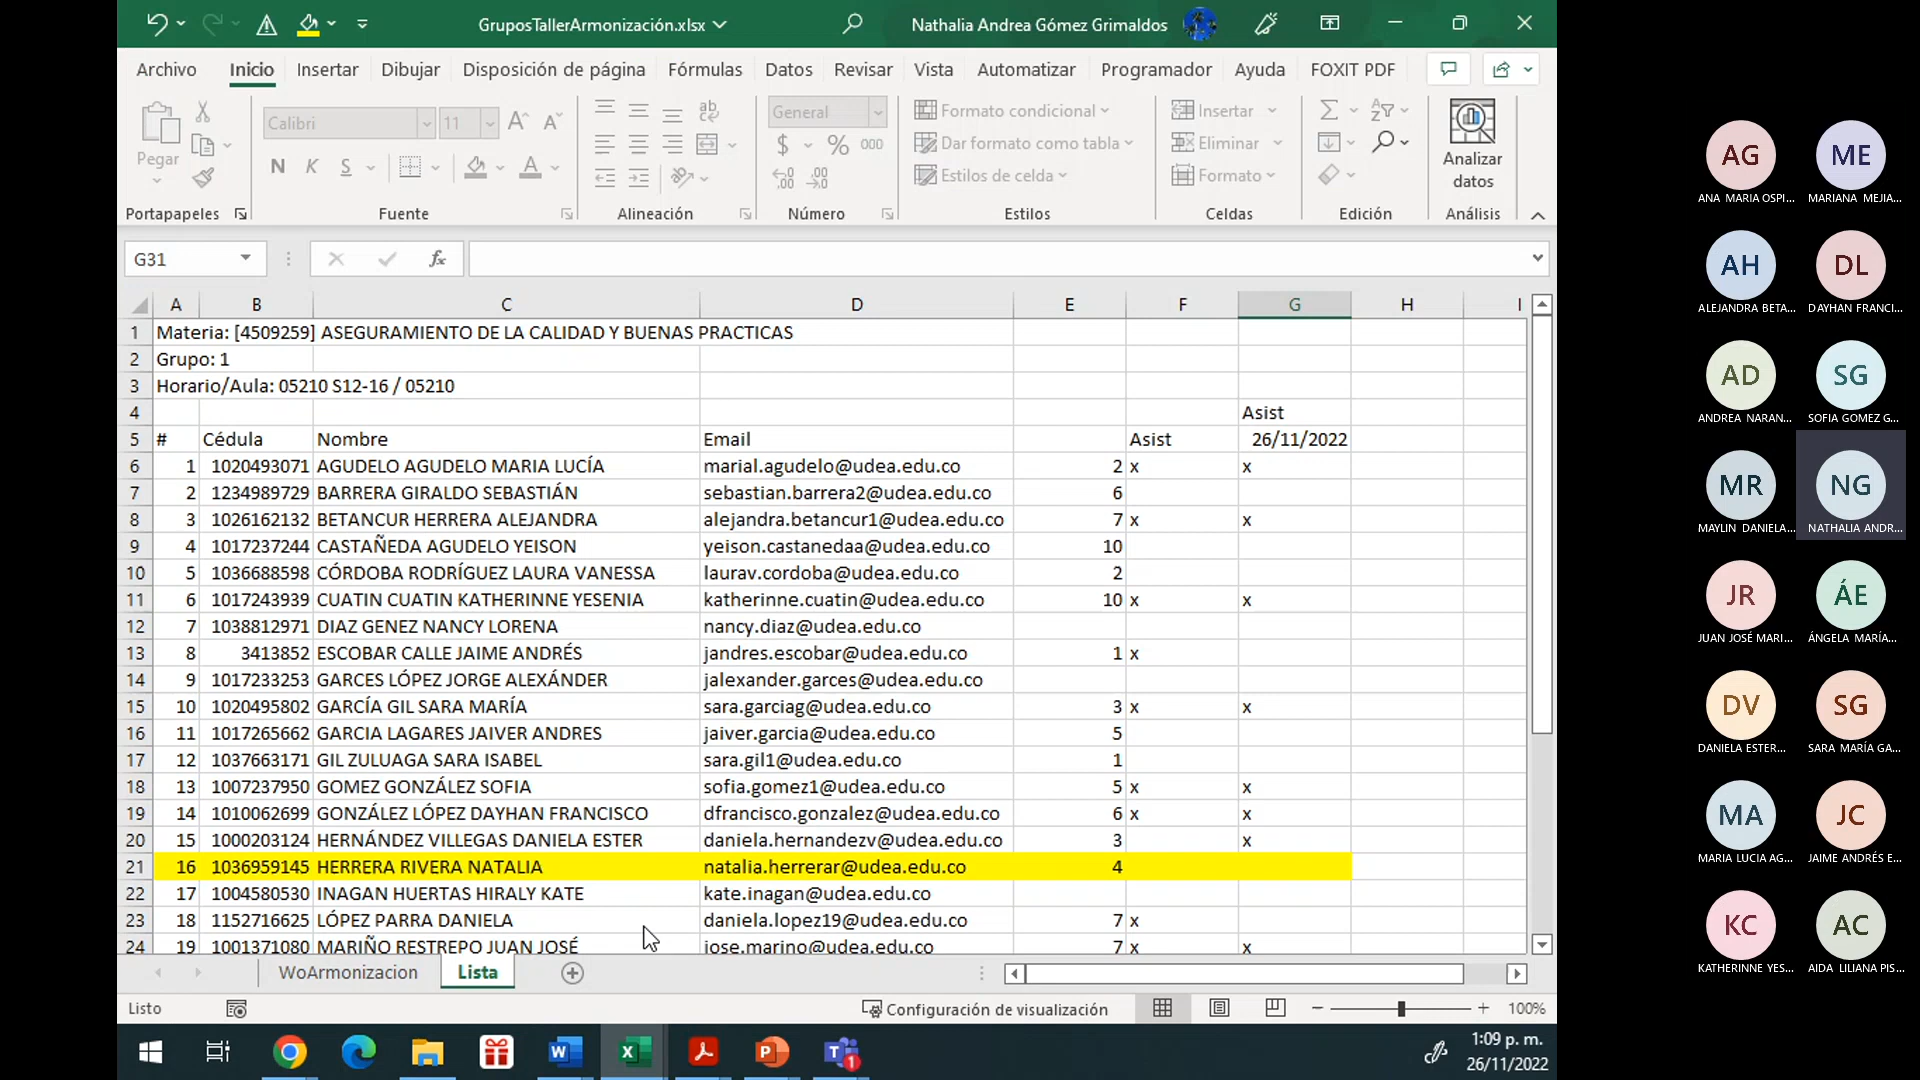 GruposTallerArmonización.xlsx
Nathalia Andrea Gómez Grimaldos
Archivo Inicio Insertar Dibujar Disposición de página Fórmulas Datos Revisar Vista Automatizar Programador Ayuda FOXIT PDF
Pegar
Calibri 11
N K S
ab
General
$ % 000
Formato condicional
Dar formato como tabla
Estilos de celda
Insertar
Eliminar
Formato
Analizar datos
Portapapeles Fuente Alineación Número Estilos Celdas Edición Análisis
G31 fx
A B C D E F G H I
1 Materia: [4509259] ASEGURAMIENTO DE LA CALIDAD Y BUENAS PRACTICAS
2 Grupo: 1
3 Horario/Aula: 05210 S12-16 / 05210
4 Asist
5 # Cédula Nombre Email Asist 26/11/2022
6 1 1020493071 AGUDELO AGUDELO MARIA LUCÍA marial.agudelo@udea.edu.co 2 x x
7 2 1234989729 BARRERA GIRALDO SEBASTIÁN sebastian.barrera2@udea.edu.co 6
8 3 1026162132 BETANCUR HERRERA ALEJANDRA alejandra.betancur1@udea.edu.co 7 x x
9 4 1017237244 CASTAÑEDA AGUDELO YEISON yeison.castanedaa@udea.edu.co 10
10 5 1036688598 CÓRDOBA RODRÍGUEZ LAURA VANESSA laurav.cordoba@udea.edu.co 2
11 6 1017243939 CUATIN CUATIN KATHERINNE YESENIA katherinne.cuatin@udea.edu.co 10 x x
12 7 1038812971 DIAZ GENEZ NANCY LORENA nancy.diaz@udea.edu.co
13 8 3413852 ESCOBAR CALLE JAIME ANDRÉS jandres.escobar@udea.edu.co 1 x
14 9 1017233253 GARCES LÓPEZ JORGE ALEXÁNDER jalexander.garces@udea.edu.co
15 10 1020495802 GARCÍA GIL SARA MARÍA sara.garciag@udea.edu.co 3 x x
16 11 1017265662 GARCIA LAGARES JAIVER ANDRES jaiver.garcia@udea.edu.co 5
17 12 1037663171 GIL ZULUAGA SARA ISABEL sara.gil1@udea.edu.co 1
18 13 1007237950 GOMEZ GONZÁLEZ SOFIA sofia.gomez1@udea.edu.co 5 x x
19 14 1010062699 GONZÁLEZ LÓPEZ DAYHAN FRANCISCO dfrancisco.gonzalez@udea.edu.co 6 x x
20 15 1000203124 HERNÁNDEZ VILLEGAS DANIELA ESTER daniela.hernandezv@udea.edu.co 3 x
21 16 1036959145 HERRERA RIVERA NATALIA natalia.herrerar@udea.edu.co 4
22 17 1004580530 INAGAN HUERTAS HIRALY KATE kate.inagan@udea.edu.co
23 18 1152716625 LÓPEZ PARRA DANIELA daniela.lopez19@udea.edu.co 7 x
24 19 1001371080 MARIÑO RESTREPO JUAN JOSÉ jose.marino@udea.edu.co 7 x x
WoArmonizacion Lista
Listo Configuración de visualización 100%
1:09 p. m.
26/11/2022
AG ME
ANA MARIA OSPI... MARIANA MEJIA...
AH DL
ALEJANDRA BETA... DAYHAN FRANCI...
AD SG
ANDREA NARAN... SOFIA GOMEZ G...
MR NG
MAYLIN DANIELA... NATHALIA ANDR...
JR ÁE
JUAN JOSÉ MARI... ÁNGELA MARÍA...
DV SG
DANIELA ESTER... SARA MARÍA GA...
MA JC
MARIA LUCIA AG... JAIME ANDRÉS E...
KC AC
KATHERINNE YES... AIDA LILIANA PIS...